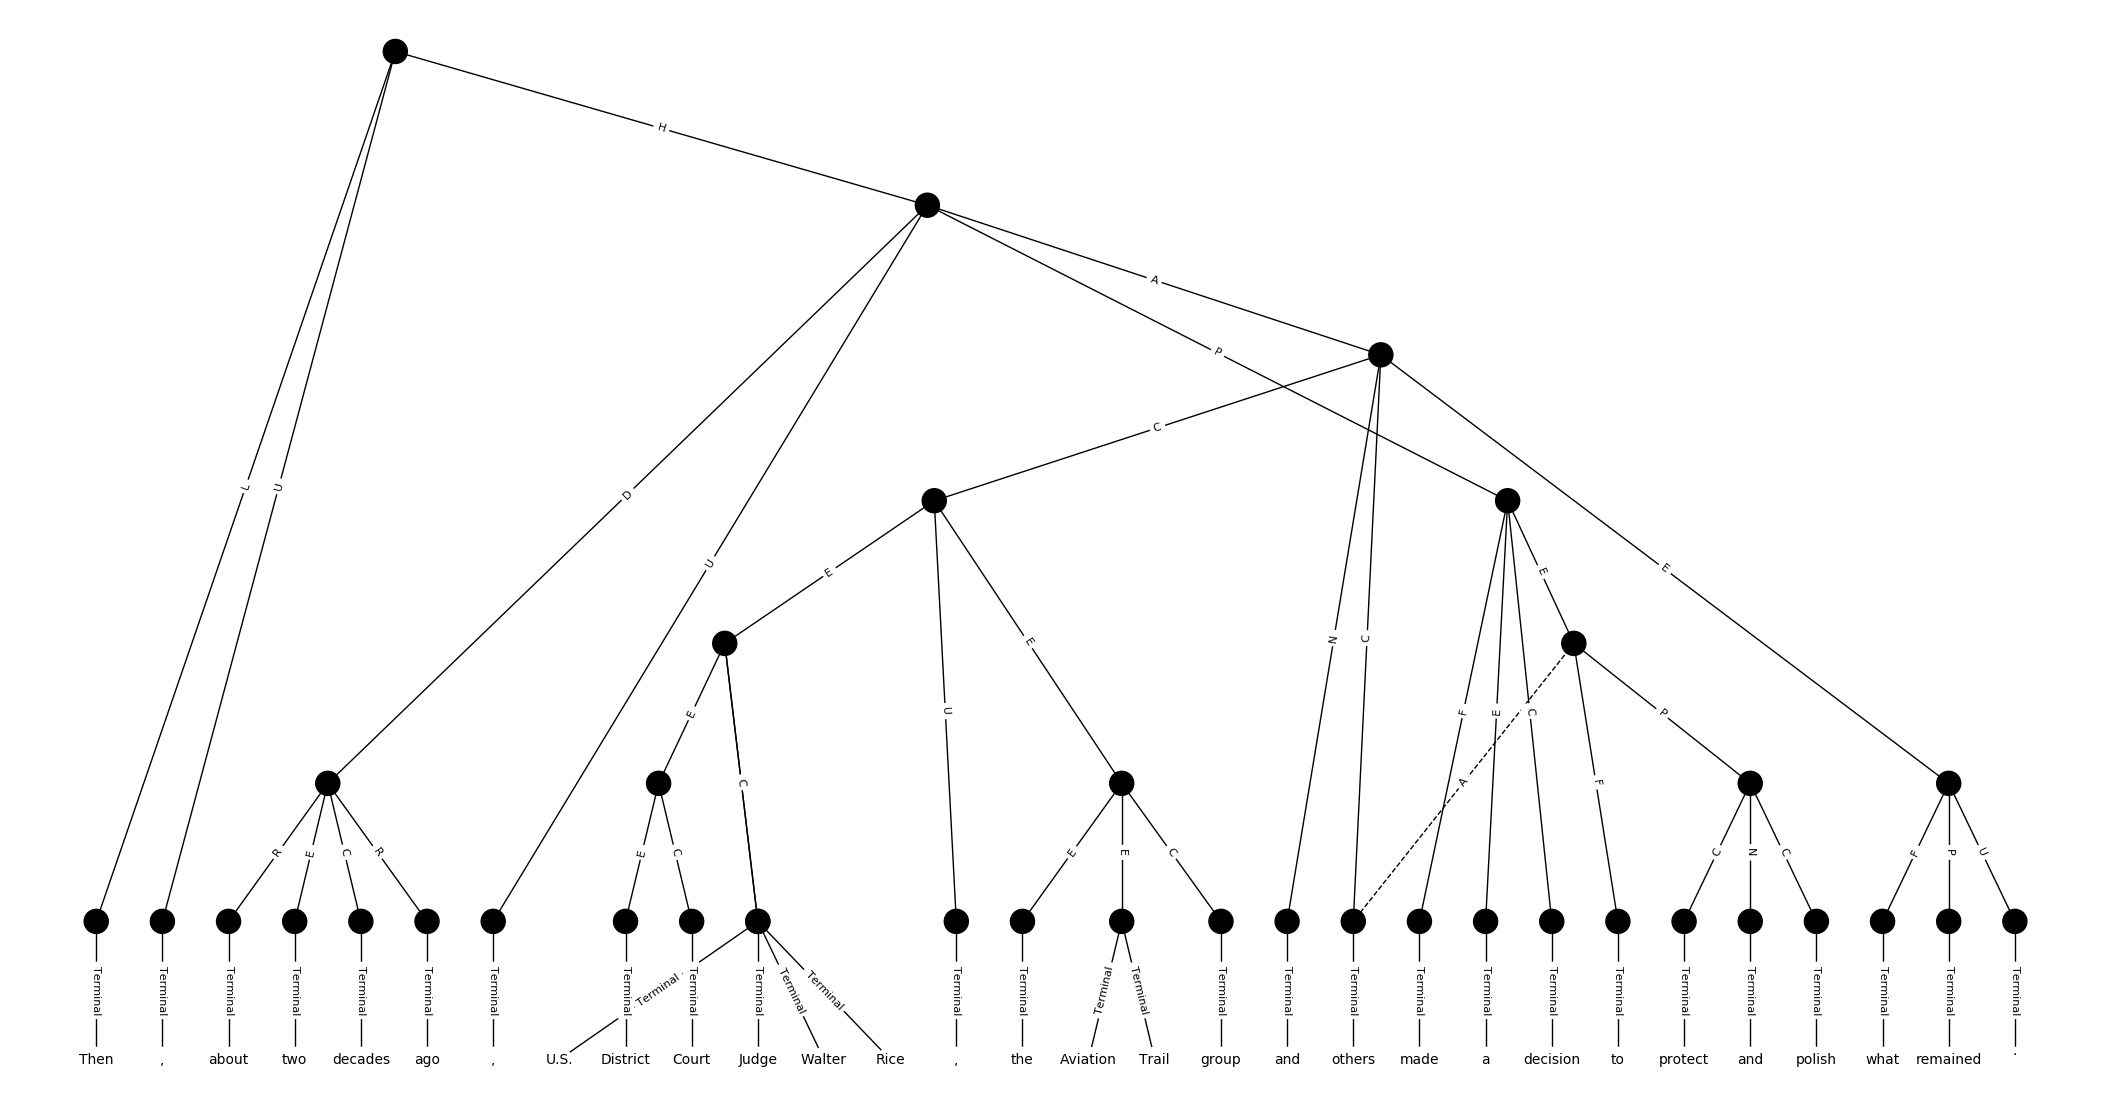 H
A
P
C
L
U
D
U
E
E
N
C
E
E
E
U
F
E
C
P
A
F
C
R
E
C
R
E
C
E
E
C
C
N
C
F
P
U
Terminal Terminal Terminal Terminal Terminal Terminal Terminal Terminal Terminal Terminal Terminal Terminal Terminal Terminal Terminal Terminal Terminal Terminal Terminal Terminal Terminal Terminal Terminal Terminal Terminal Terminal Terminal Terminal Terminal Terminal
Then , about two decades ago , U.S. District Court Judge Walter Rice , the Aviation Trail group and others made a decision to protect and polish what remained .